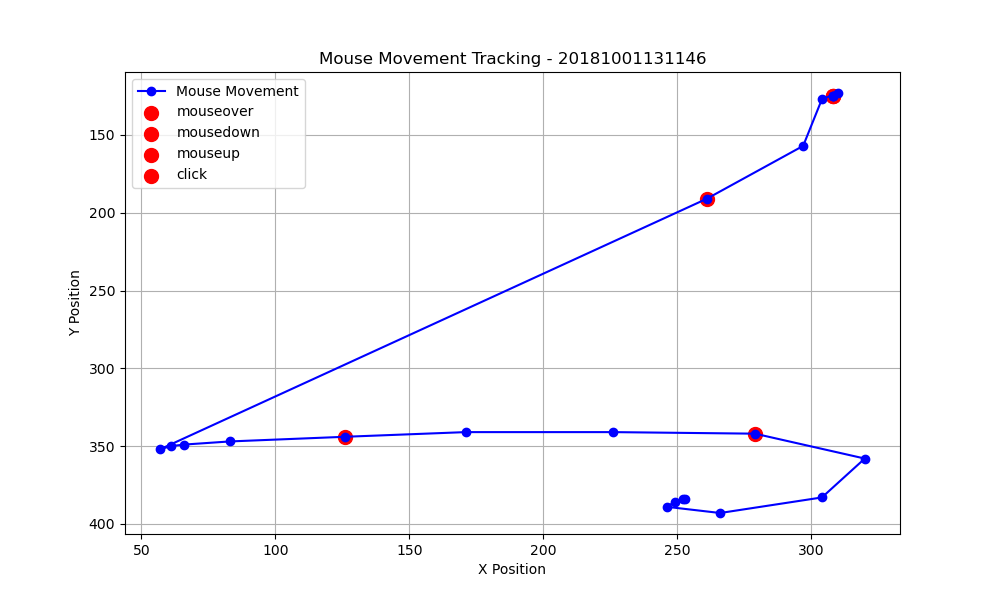 Mouse Movement Tracking - 20181001131146
Mouse Movement
mouseover
mousedown
mouseup
click
150
200
250
300
350
400
Y Position
50 100 150 200 250 300
X Position